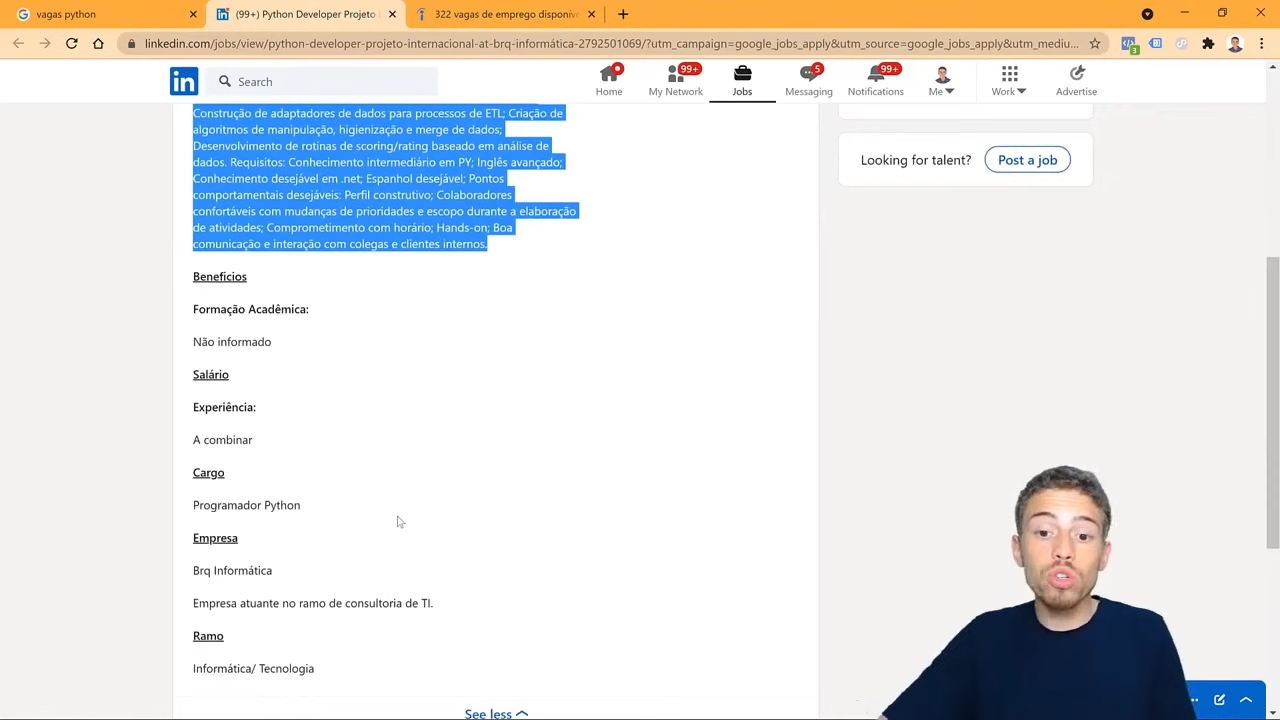 vagas python
(99+) Python Developer Projeto
322 vagas de emprego disponív
linkedin.com/jobs/view/python-developer-projeto-internacional-at-brq-informática-2792501069/?utm_campaign=google_jobs_apply&utm_source=google_jobs_apply&utm_mediu...
3
Search
99+
5
99+
Home
My Network
Jobs
Messaging
Notifications
Me
Work
Advertise
Construção de adaptadores de dados para processos de ETL; Criação de
algoritmos de manipulação, higienização e merge de dados;
Desenvolvimento de rotinas de scoring/rating baseado em análise de
dados. Requisitos: Conhecimento intermediário em PY; Inglês avançado;
Conhecimento desejável em .net; Espanhol desejável; Pontos
comportamentais desejáveis: Perfil construtivo; Colaboradores
confortáveis com mudanças de prioridades e escopo durante a elaboração
de atividades; Comprometimento com horário; Hands-on; Boa
comunicação e interação com colegas e clientes internos.
Looking for talent?
Post a job
Benefícios
Formação Acadêmica:
Não informado
Salário
Experiência:
A combinar
Cargo
Programador Python
Empresa
Brq Informática
Empresa atuante no ramo de consultoria de TI.
Ramo
Informática/ Tecnologia
See less